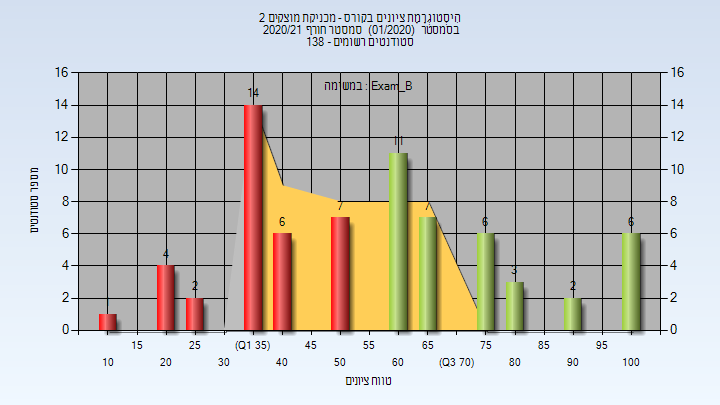 היסטוגרמת ציונים בקורס - מכניקת מוצקים 2
בסמסטר (01/2020) סמסטר חורף 2020/21
סטודנטים רשומים - 138
במשימה : Exam_B
מספר סטודנטים
16 16
14 14
12 12
10 10
8 8
6 6
4 4
2 2
0 0
1 4 2 14 6 7 11 7 6 3 2 6
15 25 (Q1 35) 45 55 65 75 85 95
10 20 30 40 50 60 (Q3 70) 80 90 100
טווח ציונים